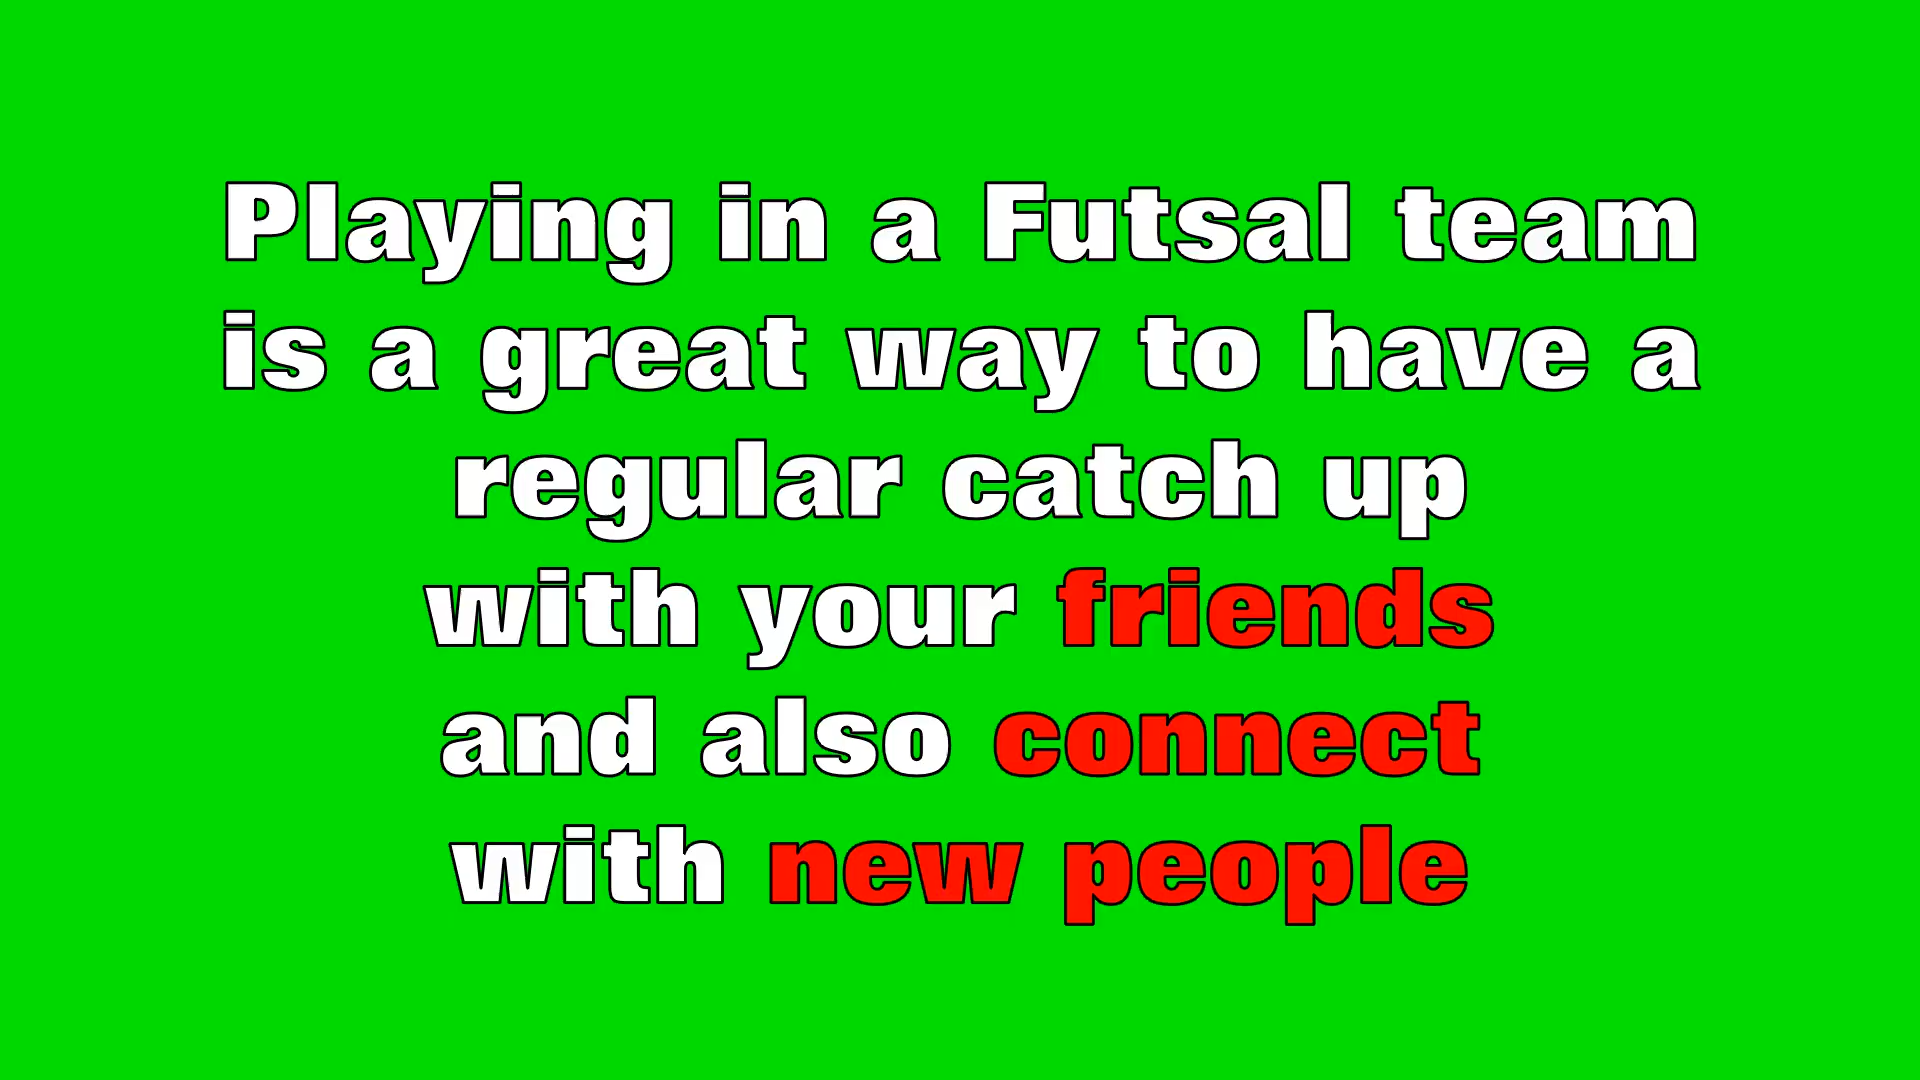 Playing in a Futsal team
is a great way to have a
regular catch up
with your friends
and also connect
with new people